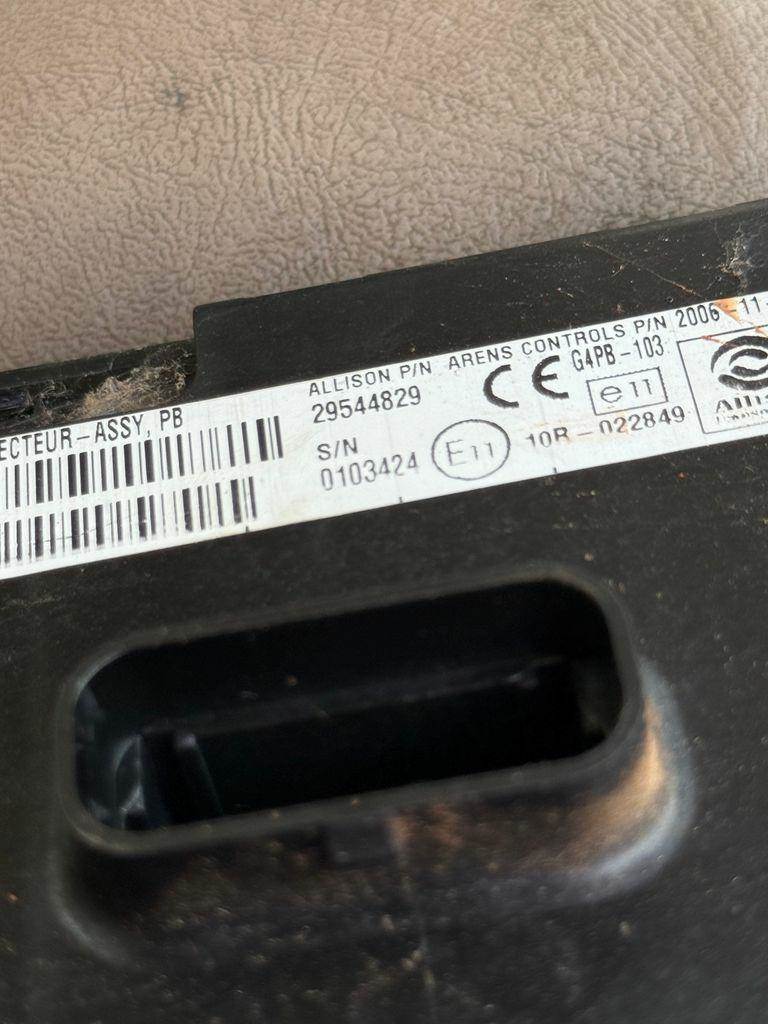 ECTEUR-ASSY, PB
ALLISON P/N
29544829
S/N
0103424
ARENS CONTROLS P/N 2006-11-
CE G4PB-103
e11
E11 10R-022849